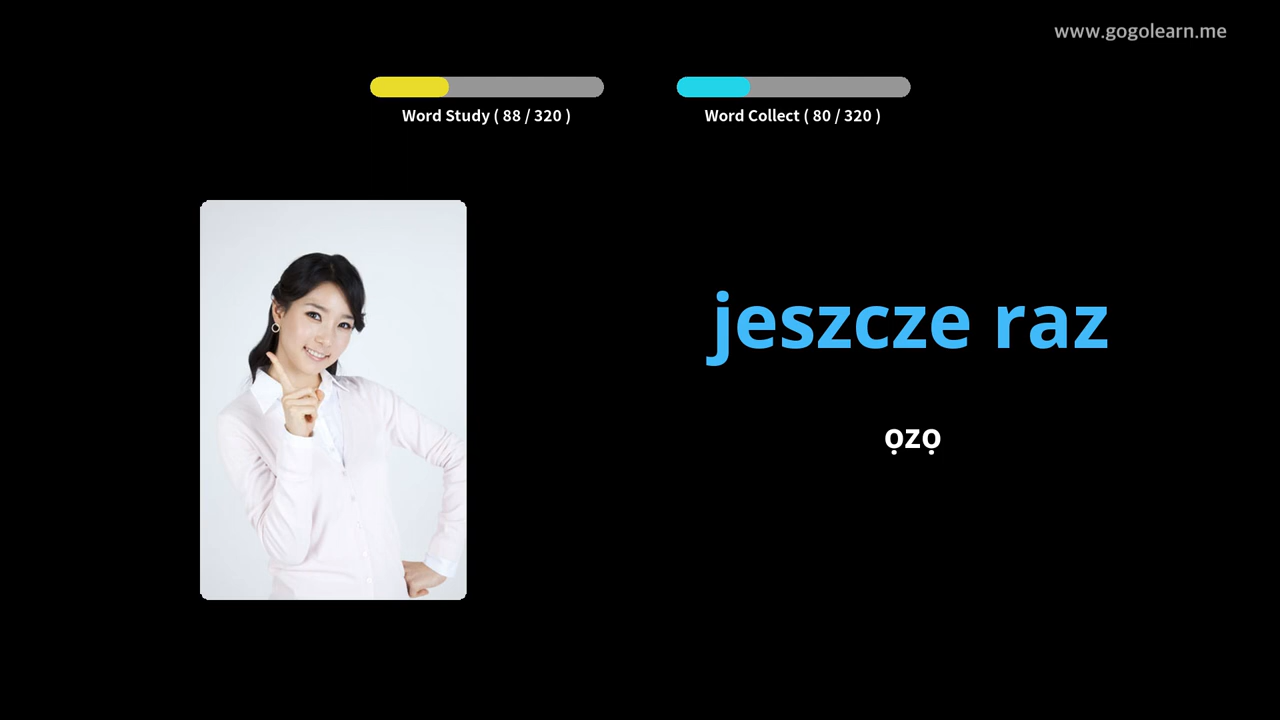 www.gogolearn.me
Word Study ( 88 / 320 )
Word Collect ( 80 / 320 )
jeszcze raz
ọzọ